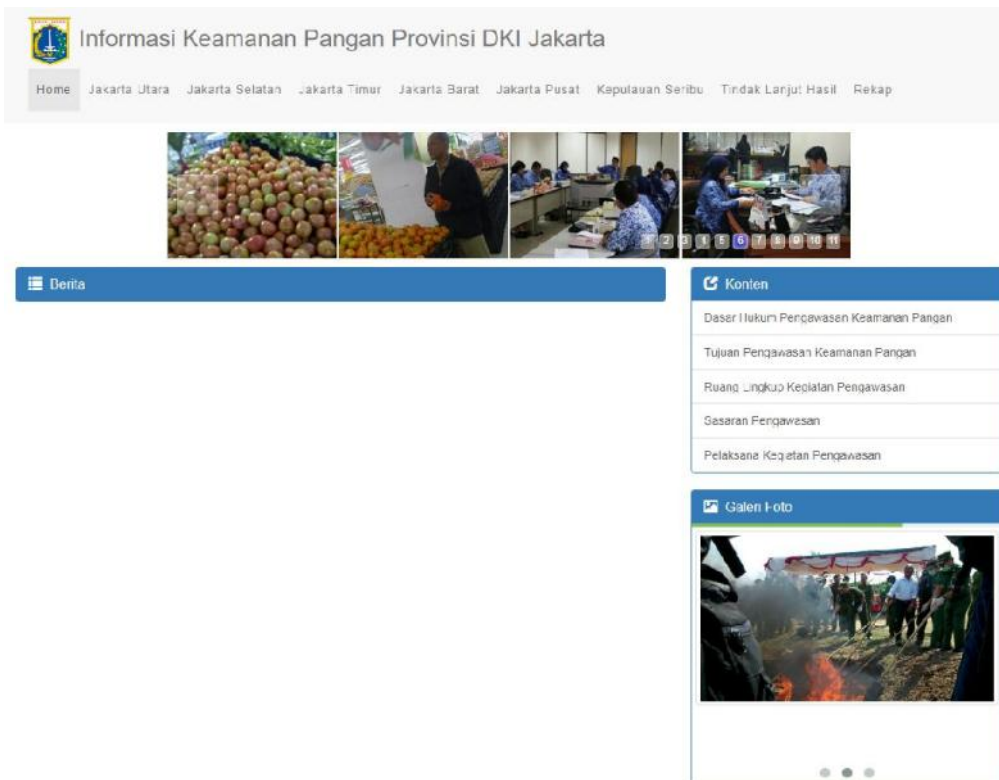 Informasi Keamanan Pangan Provinsi DKI Jakarta
Home Jakarta Utara Jakarta Selatan Jakarta Timur Jakarta Barat Jakarta Pusat Kepulauan Seribu Tindak Lanjut Hasil Rekap
1 2 3 4 5 6 7 8 9 10 11
Berita
Konten
Dasar Hukum Pengawasan Keamanan Pangan
Tujuan Pengawasan Keamanan Pangan
Ruang Lingkup Kegiatan Pengawasan
Sasaran Pengawasan
Pelaksana Kegiatan Pengawasan
Galeri Foto